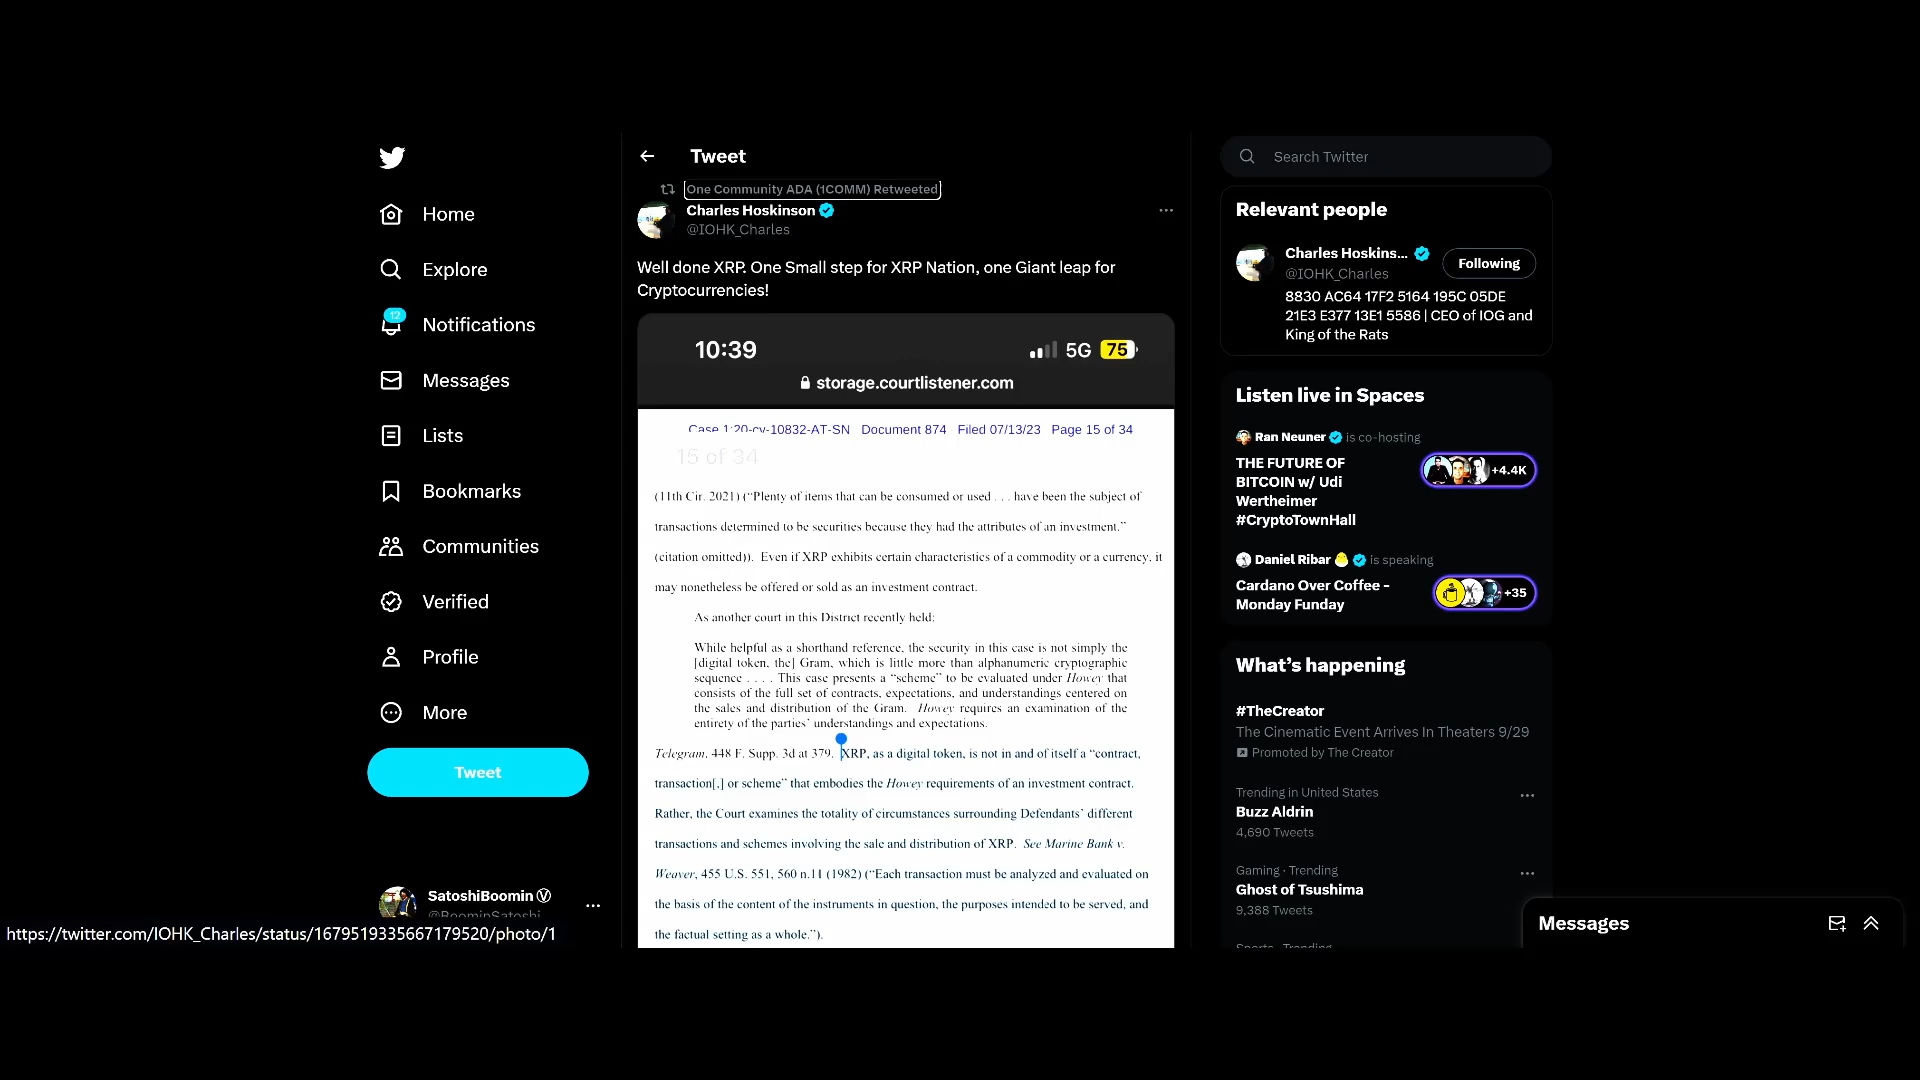 Home
Explore
12
Notifications
Messages
Lists
Bookmarks
Communities
Verified
Profile
More
Tweet
SatoshiBoomin
@BoominSatoshi
https://twitter.com/IOHK_Charles/status/1679519335667179520/photo/1
Tweet
One Community ADA (1COMM) Retweeted
Charles Hoskinson
@IOHK_Charles
Well done XRP. One Small step for XRP Nation, one Giant leap for
Cryptocurrencies!
10:39
5G 75
storage.courtlistener.com
Case 1:20-cv-10832-AT-SN Document 874 Filed 07/13/23 Page 15 of 34
15 of 34
(11th Cir. 2021) (“Plenty of items that can be consumed or used . . . have been the subject of
transactions determined to be securities because they had the attributes of an investment.”
(citation omitted)). Even if XRP exhibits certain characteristics of a commodity or a currency, it
may nonetheless be offered or sold as an investment contract.
As another court in this District recently held:
While helpful as a shorthand reference, the security in this case is not simply the
[digital token, the] Gram, which is little more than alphanumeric cryptographic
sequence . . . . This case presents a “scheme” to be evaluated under Howey that
consists of the full set of contracts, expectations, and understandings centered on
the sales and distribution of the Gram. Howey requires an examination of the
entirety of the parties’ understandings and expectations.
Telegram, 448 F. Supp. 3d at 379. XRP, as a digital token, is not in and of itself a “contract,
transaction[,] or scheme” that embodies the Howey requirements of an investment contract.
Rather, the Court examines the totality of circumstances surrounding Defendants’ different
transactions and schemes involving the sale and distribution of XRP. See Marine Bank v.
Weaver, 455 U.S. 551, 560 n.11 (1982) (“Each transaction must be analyzed and evaluated on
the basis of the content of the instruments in question, the purposes intended to be served, and
the factual setting as a whole.”).
Search Twitter
Relevant people
Charles Hoskins...
@IOHK_Charles
Following
8830 AC64 17F2 5164 195C 05DE
21E3 E377 13E1 5586 | CEO of IOG and
King of the Rats
Listen live in Spaces
Ran Neuner is co-hosting
THE FUTURE OF
BITCOIN w/ Udi
Wertheimer
#CryptoTownHall
+4.4K
Daniel Ribar is speaking
Cardano Over Coffee -
Monday Funday
+35
What’s happening
#TheCreator
The Cinematic Event Arrives In Theaters 9/29
Promoted by The Creator
Trending in United States
Buzz Aldrin
4,690 Tweets
Gaming · Trending
Ghost of Tsushima
9,388 Tweets
Sports · Trending
Messages